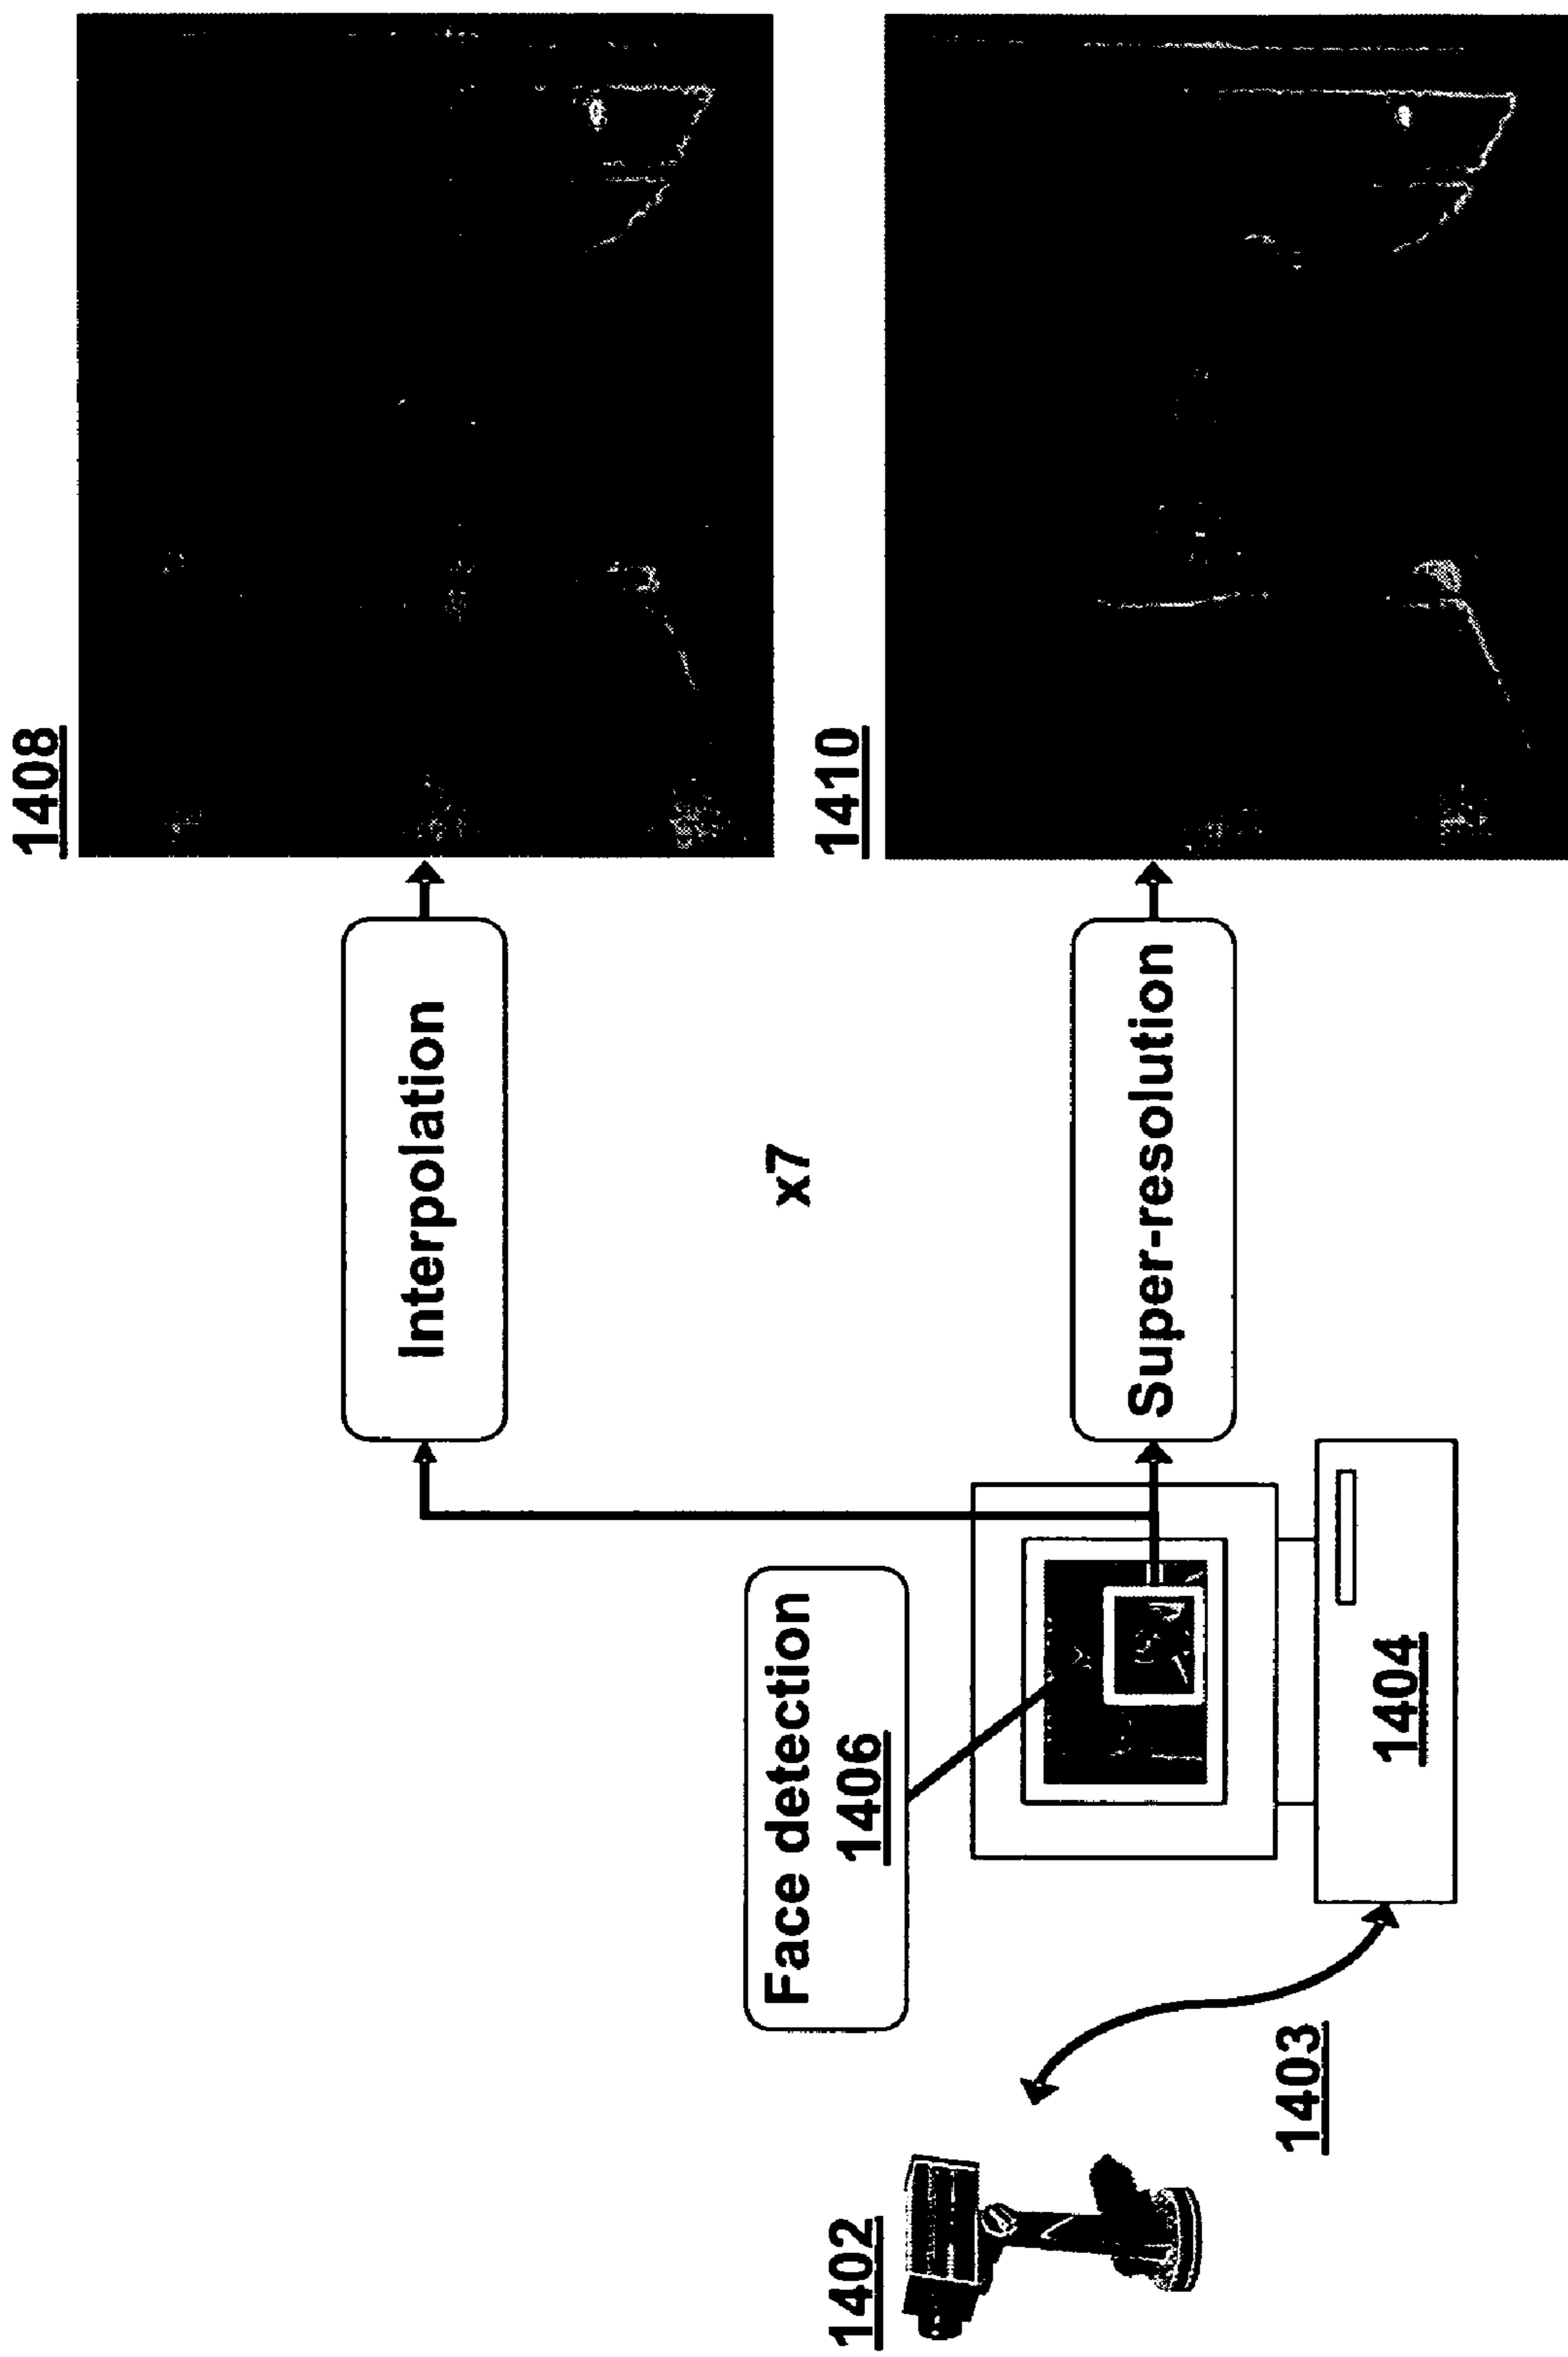 1402
1403
Face detection
1406
1404
Interpolation
x7
Super-resolution
1408
1410